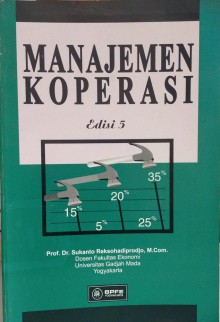 MANAJEMEN
KOPERASI
Edisi 5
35%
20%
15%
25%
5%
Prof. Dr. Sukanto Reksohadiprodjo, M.Com.
Dosen Fakultas Ekonomi
Universitas Gadjah Mada
Yogyakarta
BPFE